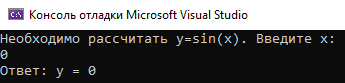 Консоль отладки Microsoft Visual Studio
Необходимо рассчитать y=sin(x). Введите x:
0
Ответ: y = 0